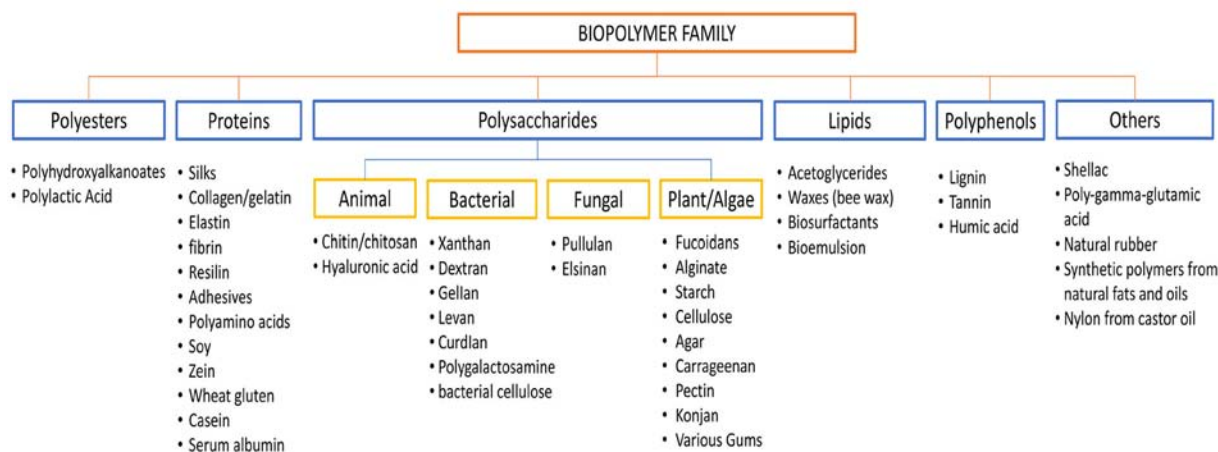 BIOPOLYMER FAMILY
Polyesters
• Polyhydroxyalkanoates
• Polylactic Acid
Proteins
• Silks
• Collagen/gelatin
• Elastin
• fibrin
• Resilin
• Adhesives
• Polyamino acids
• Soy
• Zein
• Wheat gluten
• Casein
• Serum albumin
Polysaccharides
Animal
• Chitin/chitosan
• Hyaluronic acid
Bacterial
• Xanthan
• Dextran
• Gellan
• Levan
• Curdlan
• Polygalactosamine
• bacterial cellulose
Fungal
• Pullulan
• Elsinan
Plant/Algae
• Fucoidans
• Alginate
• Starch
• Cellulose
• Agar
• Carrageenan
• Pectin
• Konjan
• Various Gums
Lipids
• Acetoglycerides
• Waxes (bee wax)
• Biosurfactants
• Bioemulsion
Polyphenols
• Lignin
• Tannin
• Humic acid
Others
• Shellac
• Poly-gamma-glutamic
acid
• Natural rubber
• Synthetic polymers from
natural fats and oils
• Nylon from castor oil